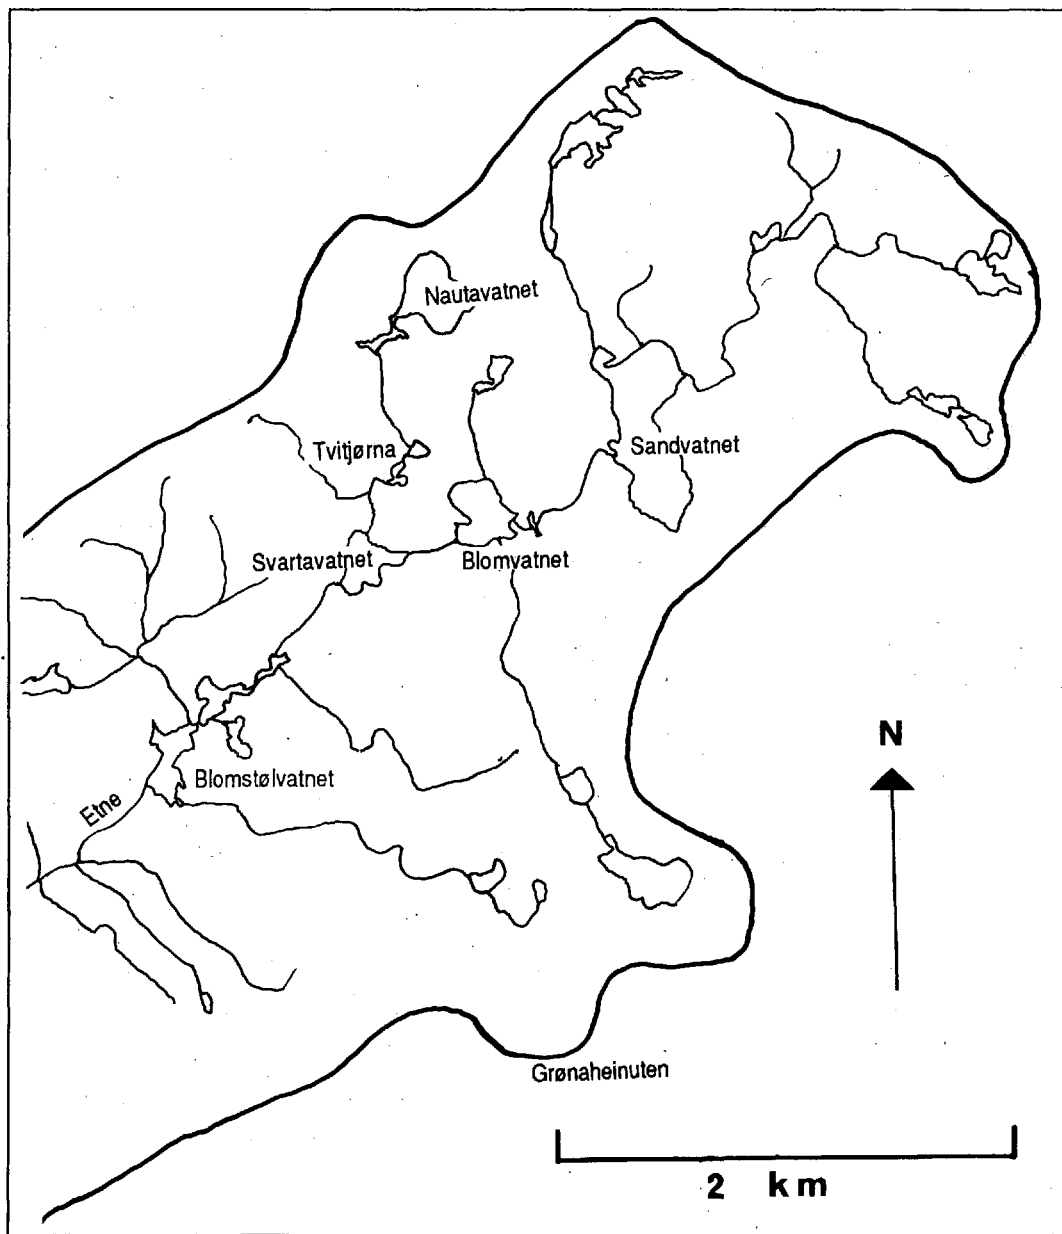 Nautavatnet
Tvitjørna
Sandvatnet
Svartavatnet
Blomvatnet
N
Blomstølvatnet
Etne
Grønaheinuten
2 km